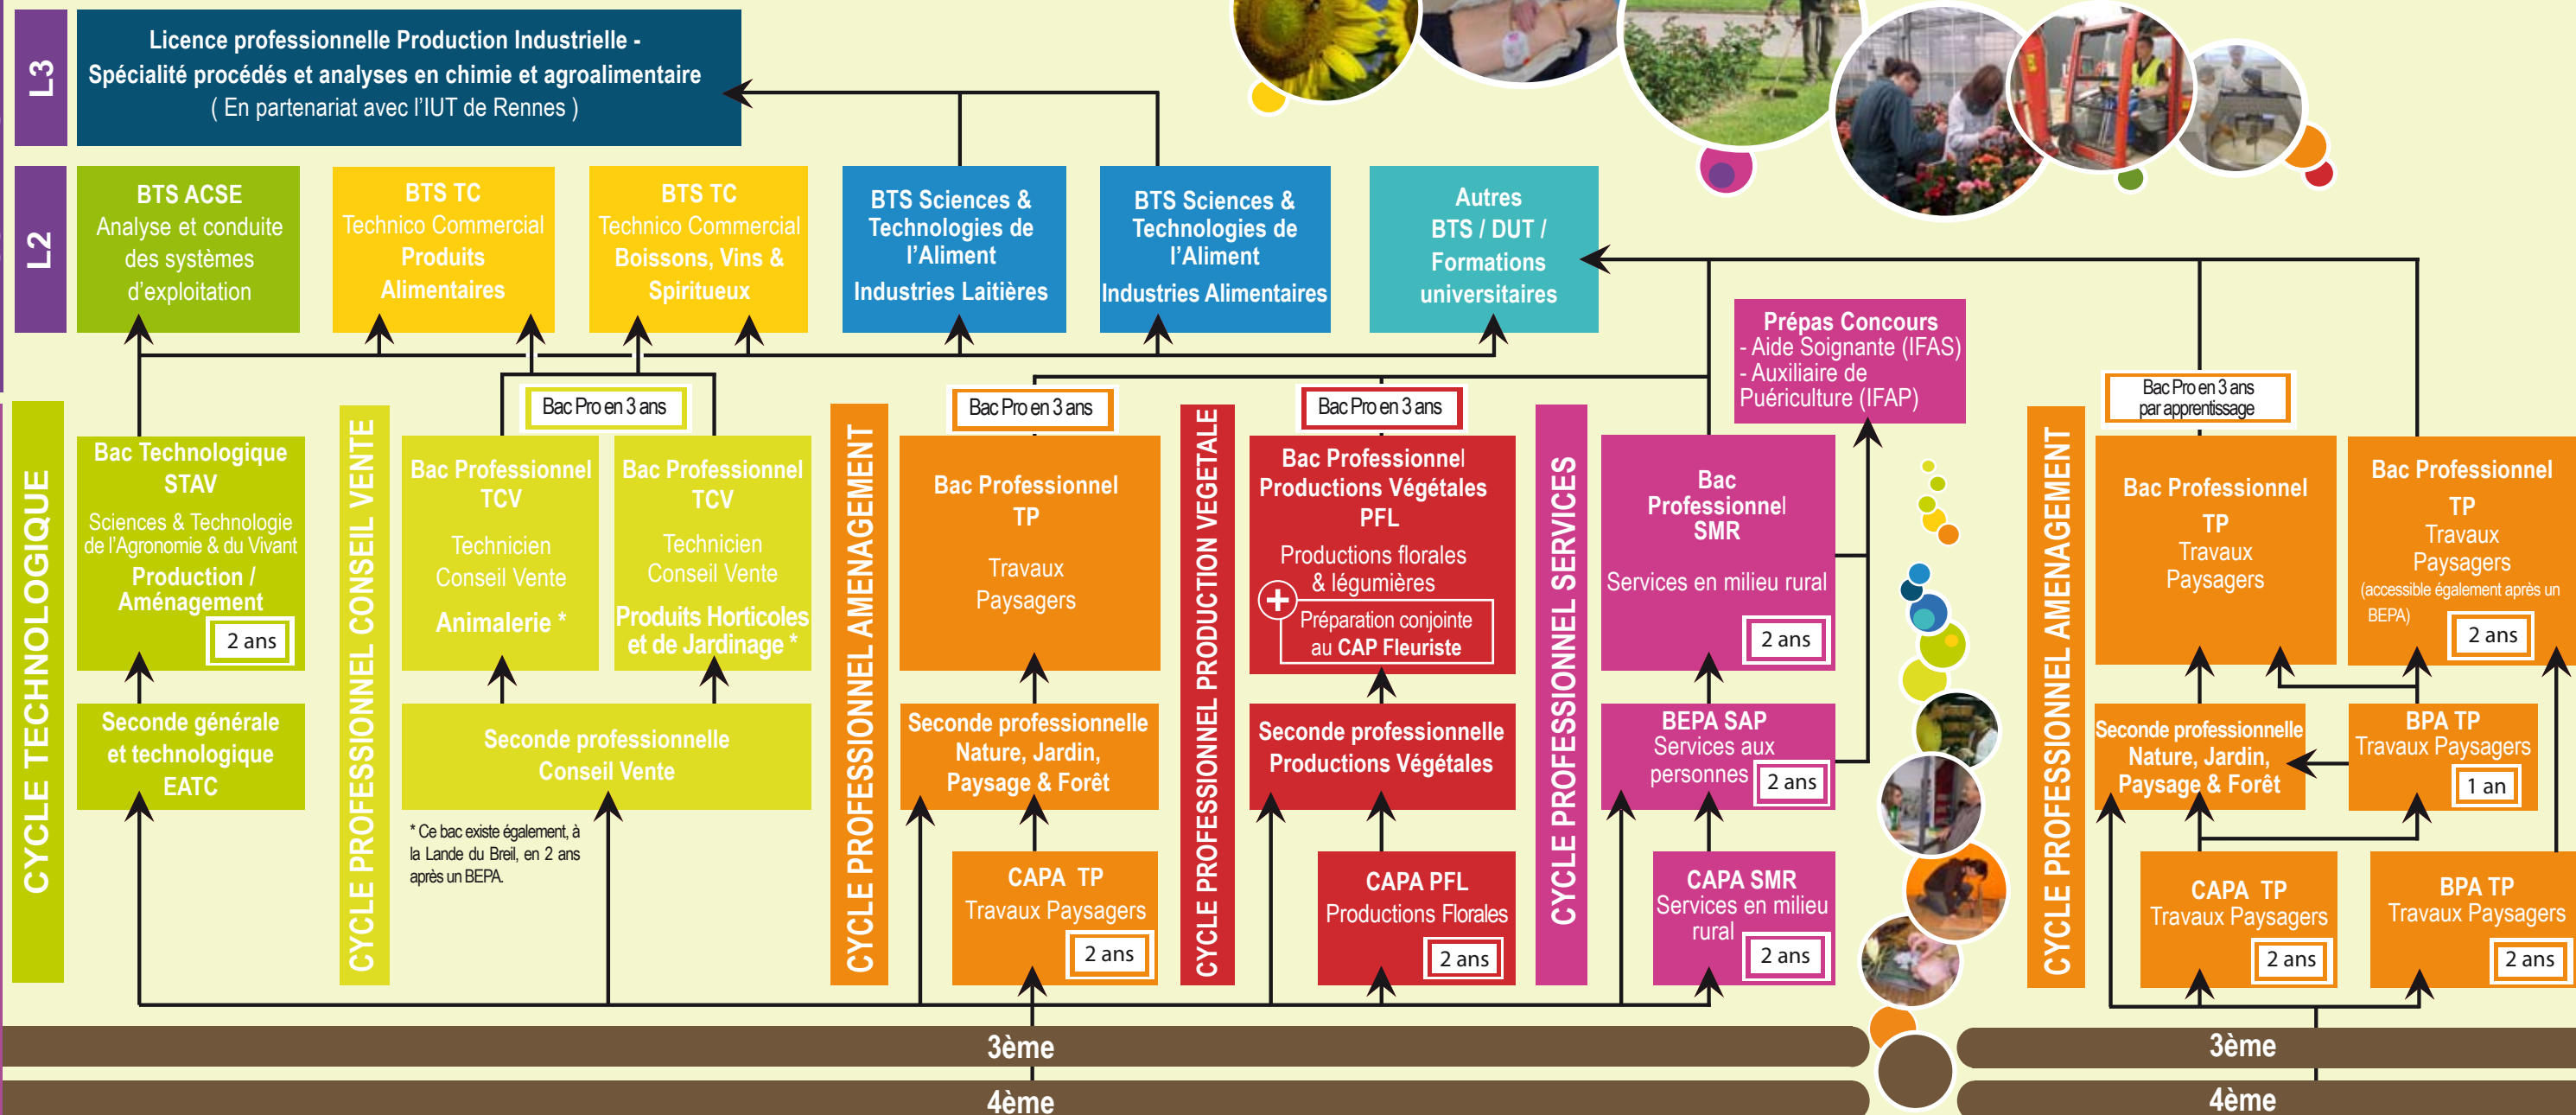 L3
Licence professionnelle Production Industrielle -
Spécialité procédés et analyses en chimie et agroalimentaire
( En partenariat avec l'IUT de Rennes )
L2
BTS ACSE
Analyse et conduite
des systèmes
d'exploitation
BTS TC
Technico Commercial
Produits
Alimentaires
BTS TC
Technico Commercial
Boissons, Vins &
Spiritueux
BTS Sciences &
Technologies de
l'Aliment
Industries Laitières
BTS Sciences &
Technologies de
l'Aliment
Industries Alimentaires
Autres
BTS / DUT /
Formations
universitaires
Prépas Concours
- Aide Soignante (IFAS)
- Auxiliaire de
Puériculture (IFAP)
CYCLE TECHNOLOGIQUE
Bac Technologique
STAV
Sciences & Technologie
de l'Agronomie & du Vivant
Production /
Aménagement
2 ans
Seconde générale
et technologique
EATC
CYCLE PROFESSIONNEL CONSEIL VENTE
Bac Pro en 3 ans
Bac Professionnel
TCV
Technicien
Conseil Vente
Animalerie *
Bac Professionnel
TCV
Technicien
Conseil Vente
Produits Horticoles
et de Jardinage *
Seconde professionnelle
Conseil Vente
* Ce bac existe également, à
la Lande du Breil, en 2 ans
après un BEPA.
CYCLE PROFESSIONNEL AMENAGEMENT
Bac Pro en 3 ans
Bac Professionnel
TP
Travaux
Paysagers
Seconde professionnelle
Nature, Jardin,
Paysage & Forêt
CAPA TP
Travaux Paysagers
2 ans
CYCLE PROFESSIONNEL PRODUCTION VEGETALE
Bac Pro en 3 ans
Bac Professionnel
Productions Végétales
PFL
Productions florales
& légumières
+
Préparation conjointe
au CAP Fleuriste
Seconde professionnelle
Productions Végétales
CAPA PFL
Productions Florales
2 ans
CYCLE PROFESSIONNEL SERVICES
Bac
Professionnel
SMR
Services en milieu rural
2 ans
BEPA SAP
Services aux
personnes
2 ans
CAPA SMR
Services en milieu
rural
2 ans
CYCLE PROFESSIONNEL AMENAGEMENT
Bac Pro en 3 ans
par apprentissage
Bac Professionnel
TP
Travaux
Paysagers
Bac Professionnel
TP
Travaux
Paysagers
(accessible également après un
BEPA)
2 ans
Seconde professionnelle
Nature, Jardin,
Paysage & Forêt
BPA TP
Travaux Paysagers
1 an
CAPA TP
Travaux Paysagers
2 ans
BPA TP
Travaux Paysagers
2 ans
3ème
3ème
4ème
4ème